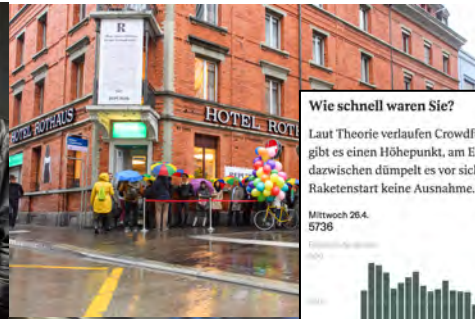 R
HOTEL ROTHAUS
HOTEL ROTH
Wie schnell waren Sie?
Laut Theorie verlaufen Crowdf
gibt es einen Höhepunkt, am E
dazwischen dümpelt es vor sich
Raketenstart keine Ausnahme.
Mittwoch 26.4.
5736